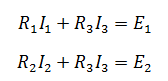 R₁I₁ + R₃I₃ = E₁
R₂I₂ + R₃I₃ = E₂